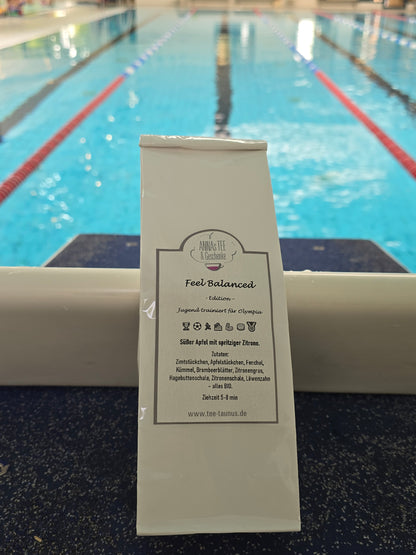 ANNAs TEE
& Geschenke
Feel Balanced
- Edition -
Jugend trainiert für Olympia
Süßer Apfel mit spritziger Zitrone.
Zutaten:
Zimtstückchen, Apfelstückchen, Fenchel,
Kümmel, Brombeerblätter, Zitronengras,
Hagebuttenschale, Zitronenschale, Löwenzahn
- alles BIO.
Ziehzeit 5-8 min
www.tee-taunus.de